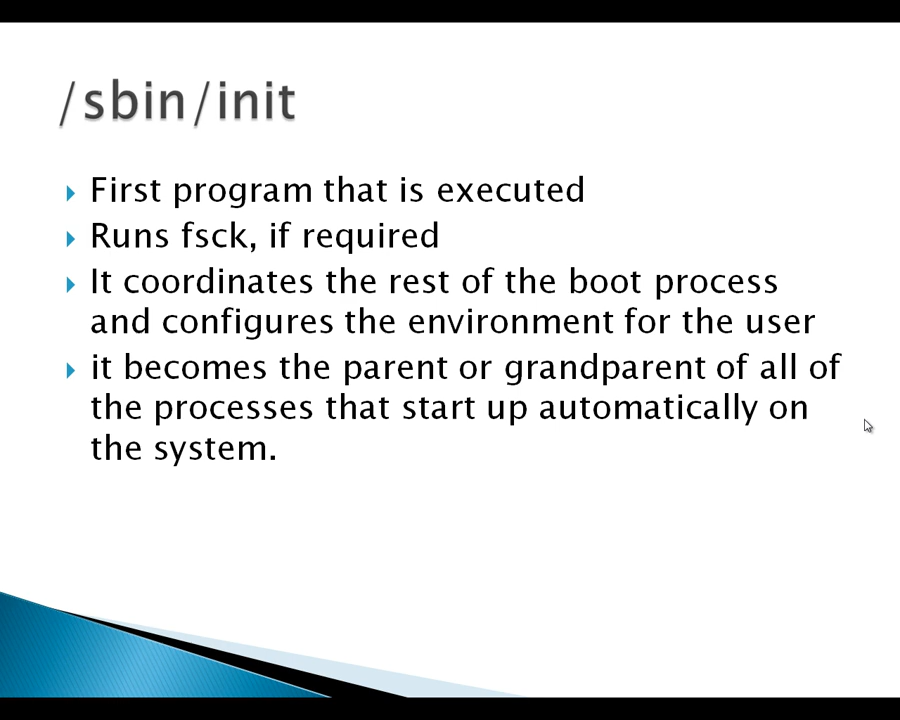 /sbin/init
First program that is executed
Runs fsck, if required
It coordinates the rest of the boot process
and configures the environment for the user
it becomes the parent or grandparent of all of
the processes that start up automatically on
the system.